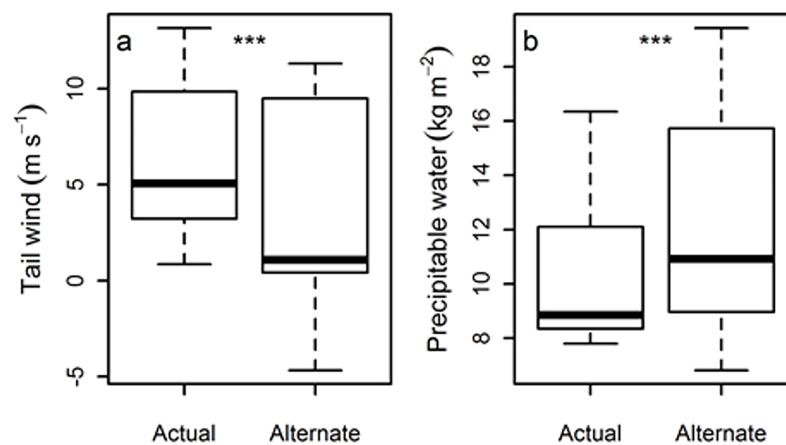 a
***
Tail wind (m s⁻¹)
10
5
0
-5
Actual Alternate
b
***
Precipitable water (kg m⁻²)
18
16
14
12
10
8
Actual Alternate